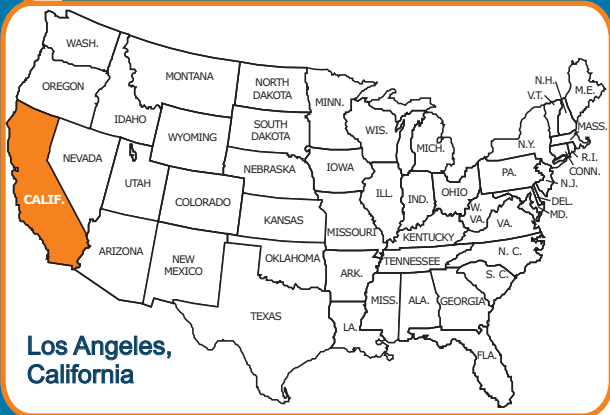 WASH.
OREGON
CALIF.
NEVADA
IDAHO
MONTANA
WYOMING
UTAH
COLORADO
ARIZONA
NEW
MEXICO
NORTH
DAKOTA
SOUTH
DAKOTA
NEBRASKA
KANSAS
OKLAHOMA
TEXAS
MINN.
IOWA
MISSOURI
ARK.
LA.
WIS.
ILL.
MICH.
IND.
OHIO
KENTUCKY
TENNESSEE
MISS.
ALA.
GEORGIA
FLA.
S. C.
N. C.
VA.
W.
VA.
PA.
N.Y.
V.T.
N.H.
M.E.
MASS.
R.I.
CONN.
N.J.
DEL.
MD.
Los Angeles,
California